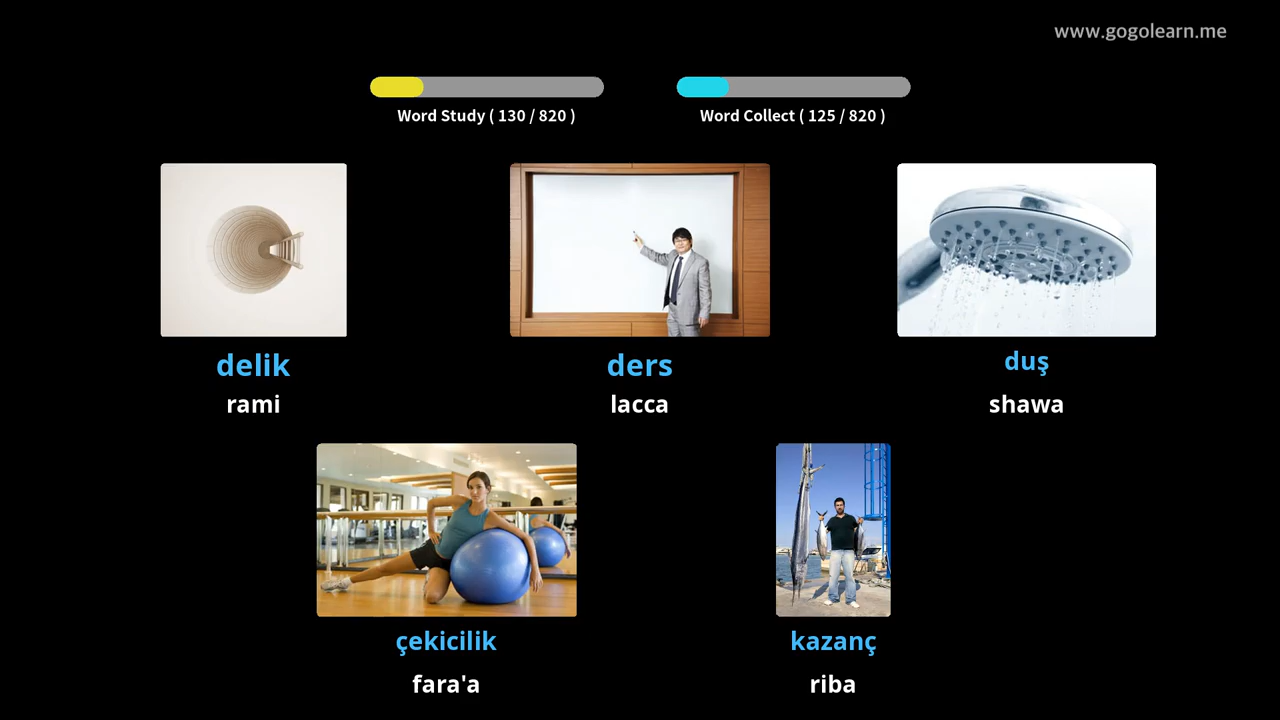 www.gogolearn.me
Word Study ( 130 / 820 )
Word Collect ( 125 / 820 )
delik
rami
ders
lacca
duş
shawa
çekicilik
fara'a
kazanç
riba